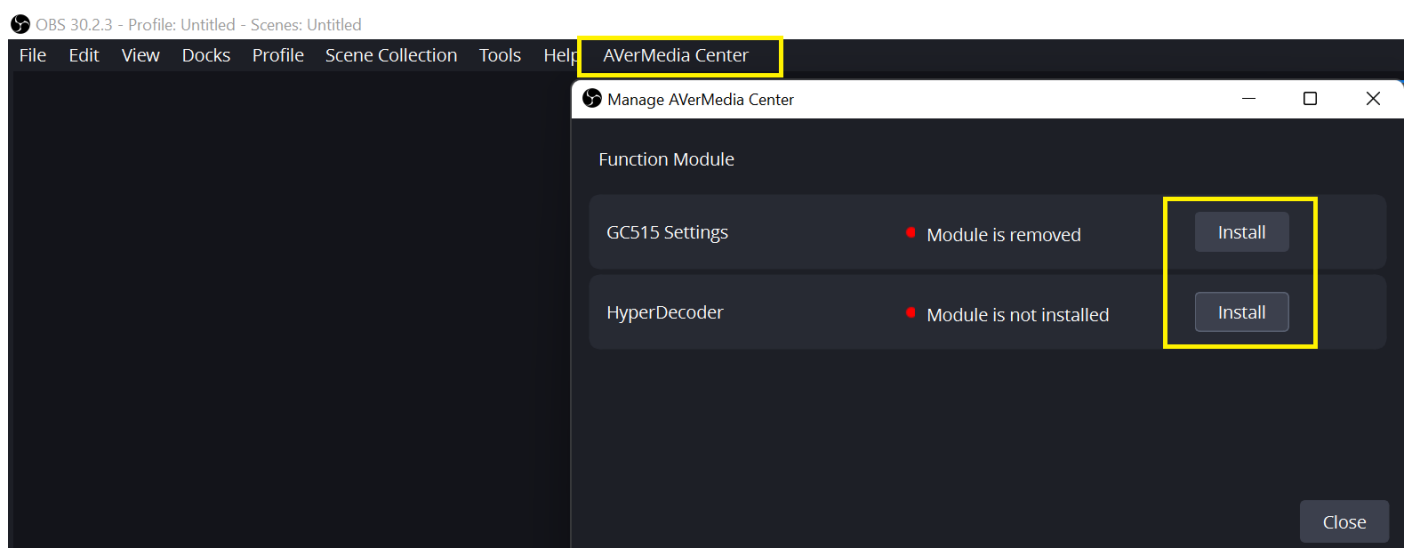 OBS 30.2.3 - Profile: Untitled - Scenes: Untitled
File Edit View Docks Profile Scene Collection Tools Help AVerMedia Center
Manage AVerMedia Center
Function Module
GC515 Settings Module is removed Install
HyperDecoder Module is not installed Install
Close